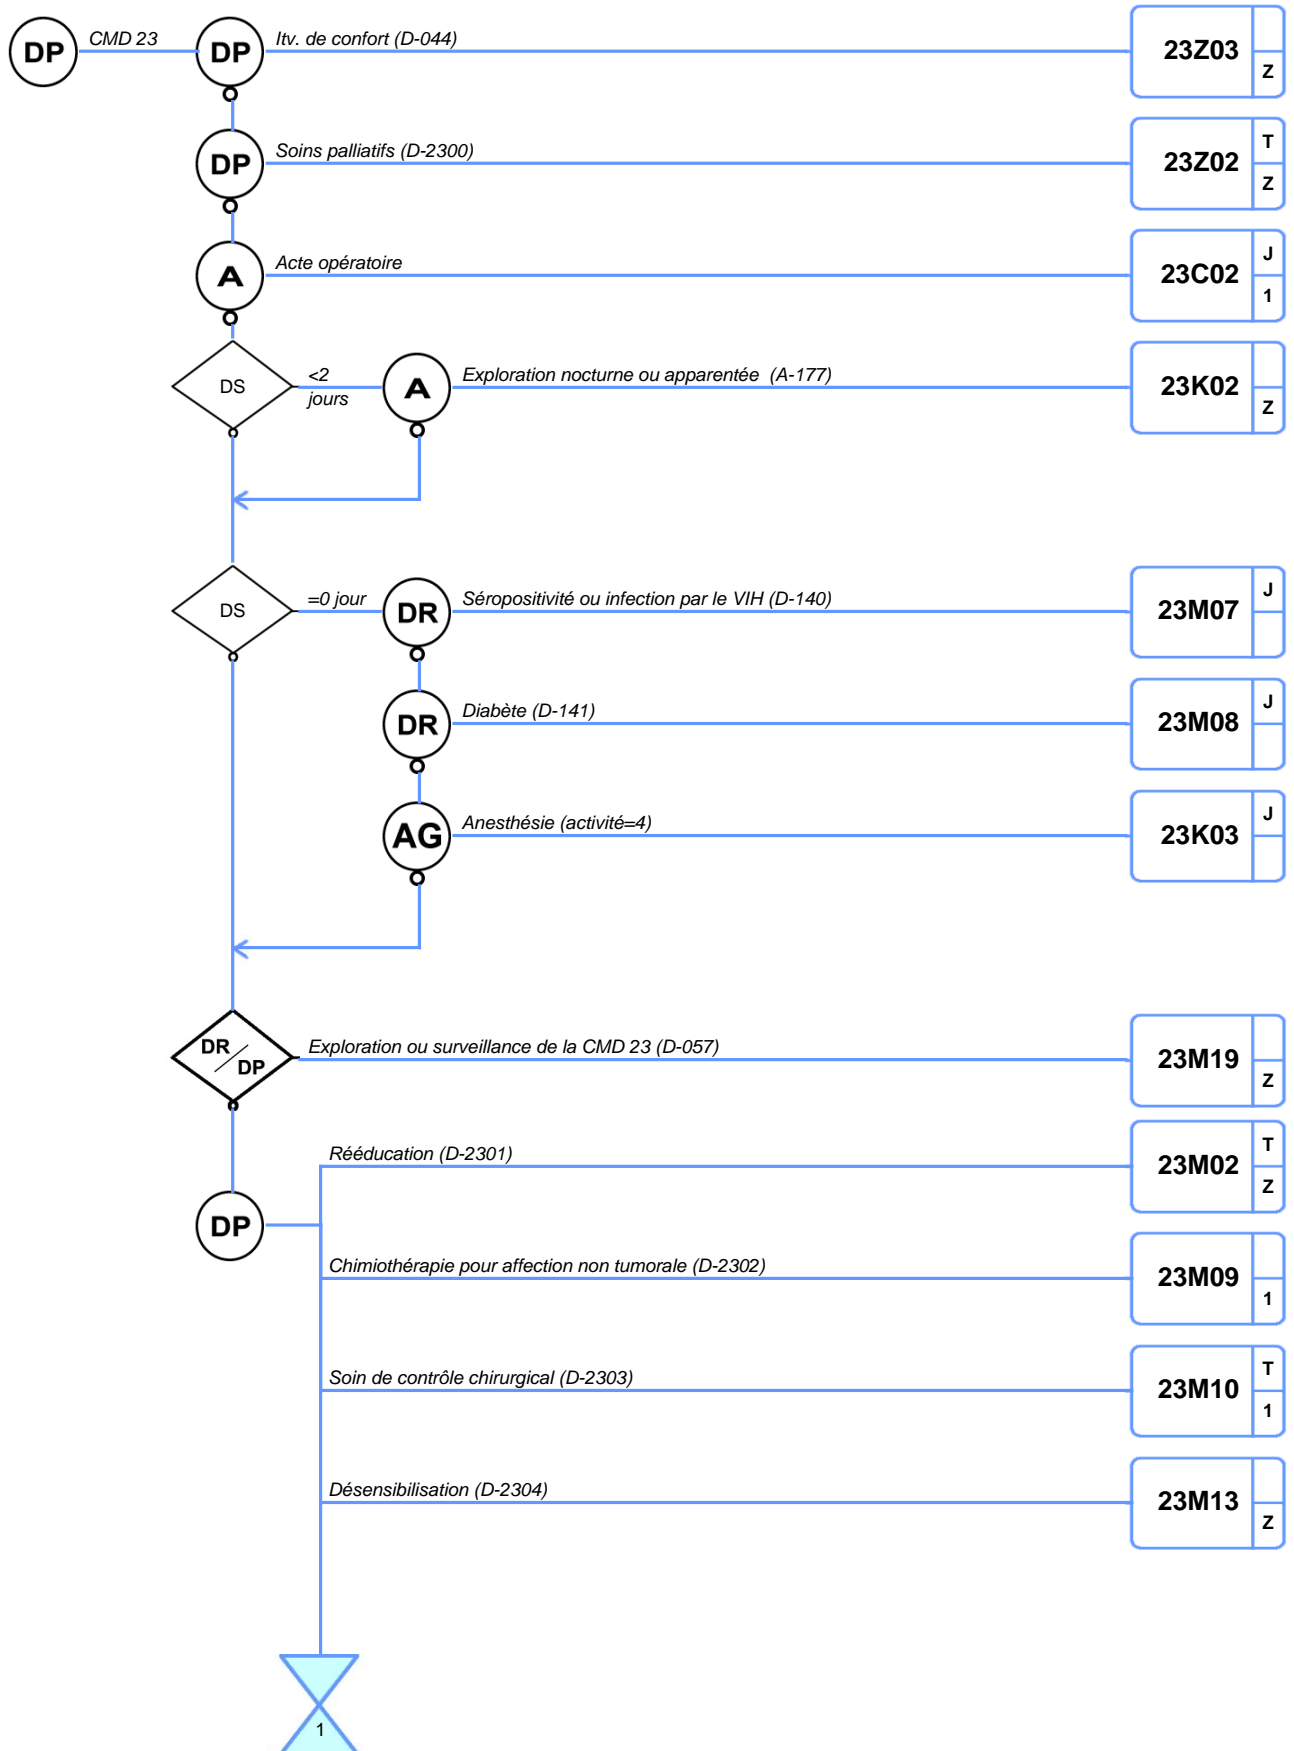 DP
CMD 23
DP
Itv. de confort (D-044)
23Z03
Z
DP
Soins palliatifs (D-2300)
23Z02
T
Z
A
Acte opératoire
23C02
J
1
DS
<2
jours
A
Exploration nocturne ou apparentée (A-177)
23K02
Z
DS
=0 jour
DR
Séropositivité ou infection par le VIH (D-140)
23M07
J
DR
Diabète (D-141)
23M08
J
AG
Anesthésie (activité=4)
23K03
J
DR
DP
Exploration ou surveillance de la CMD 23 (D-057)
23M19
Z
Rééducation (D-2301)
23M02
T
Z
DP
Chimiothérapie pour affection non tumorale (D-2302)
23M09
1
Soin de contrôle chirurgical (D-2303)
23M10
T
1
Désensibilisation (D-2304)
23M13
Z
1